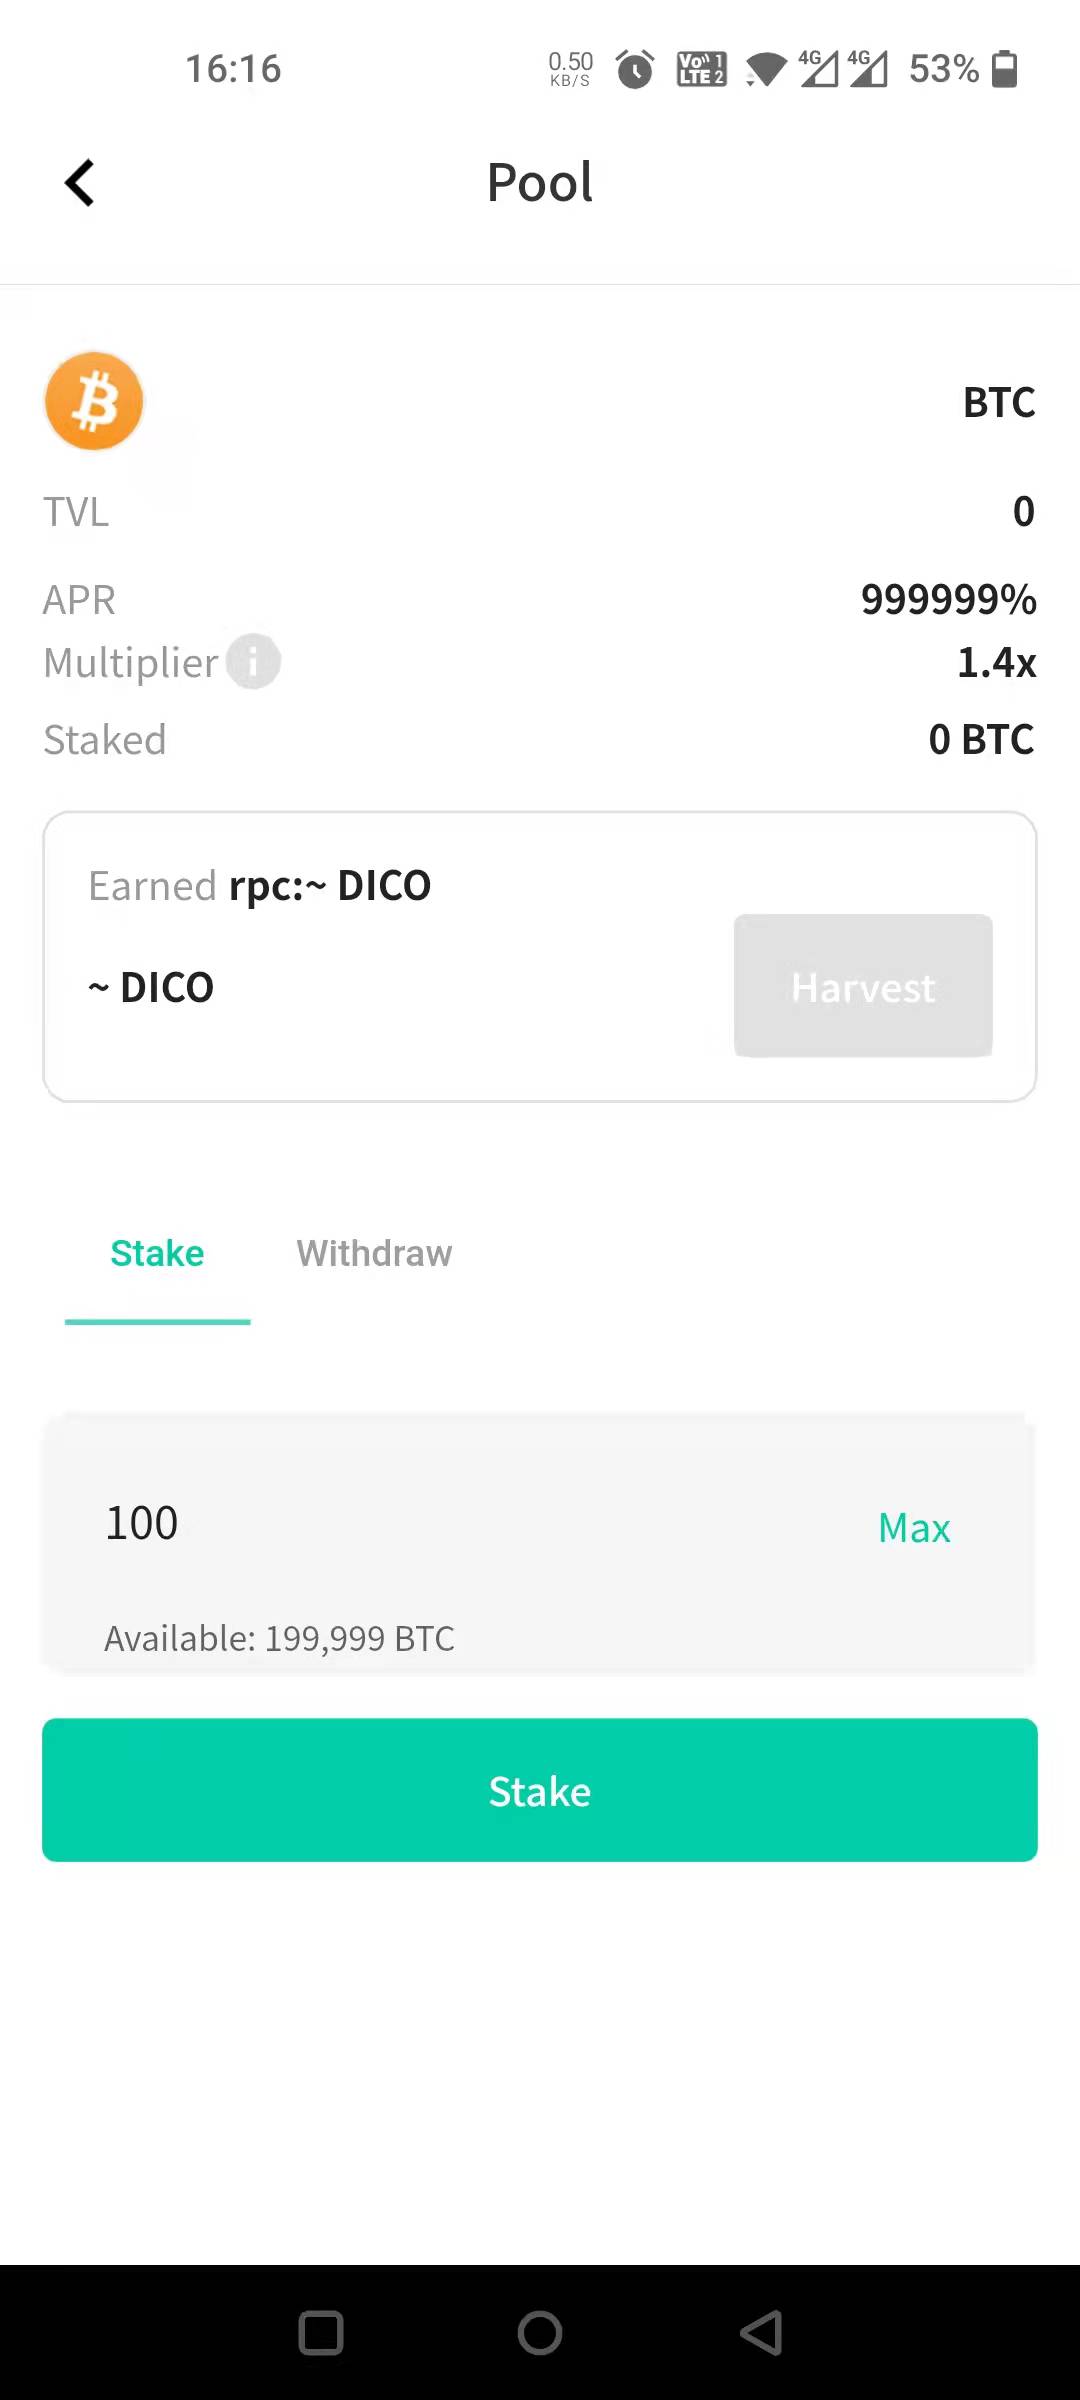 16:16 0.50 KB/S Vo 1 LTE 2 4G 4G 53%
Pool
BTC
TVL 0
APR 999999%
Multiplier i 1.4x
Staked 0 BTC
Earned rpc:~ DICO
~ DICO Harvest
Stake Withdraw
100 Max
Available: 199,999 BTC
Stake